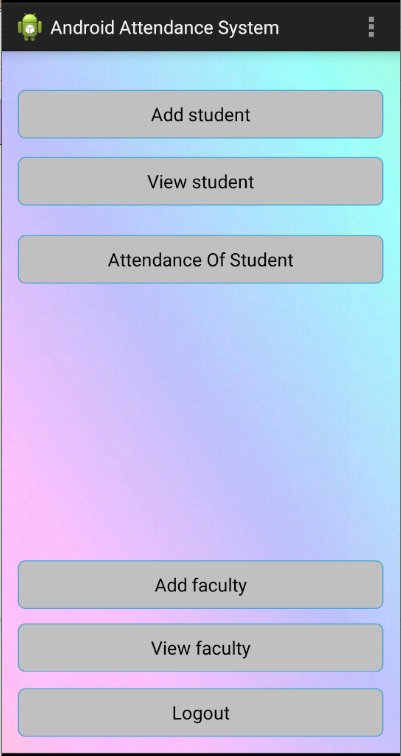 Android Attendance System
Add student
View student
Attendance Of Student
Add faculty
View faculty
Logout